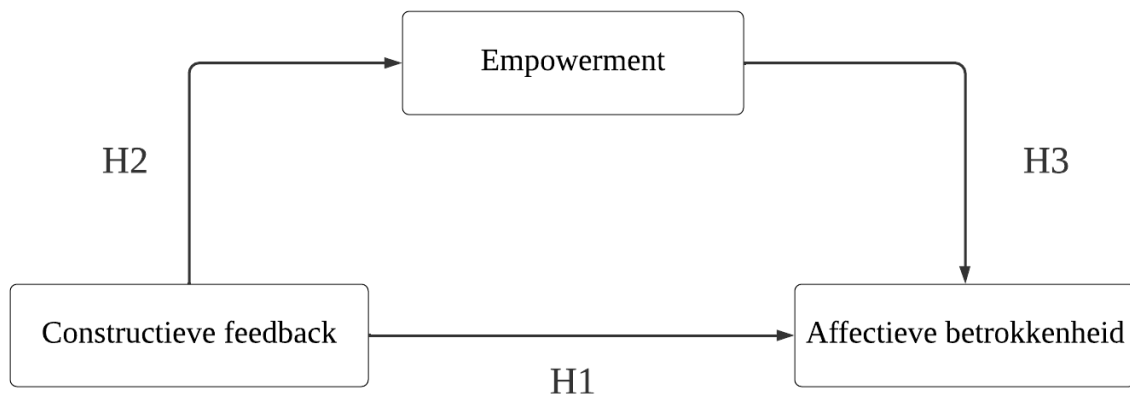 Empowerment
H2
H3
Constructieve feedback
Affectieve betrokkenheid
H1